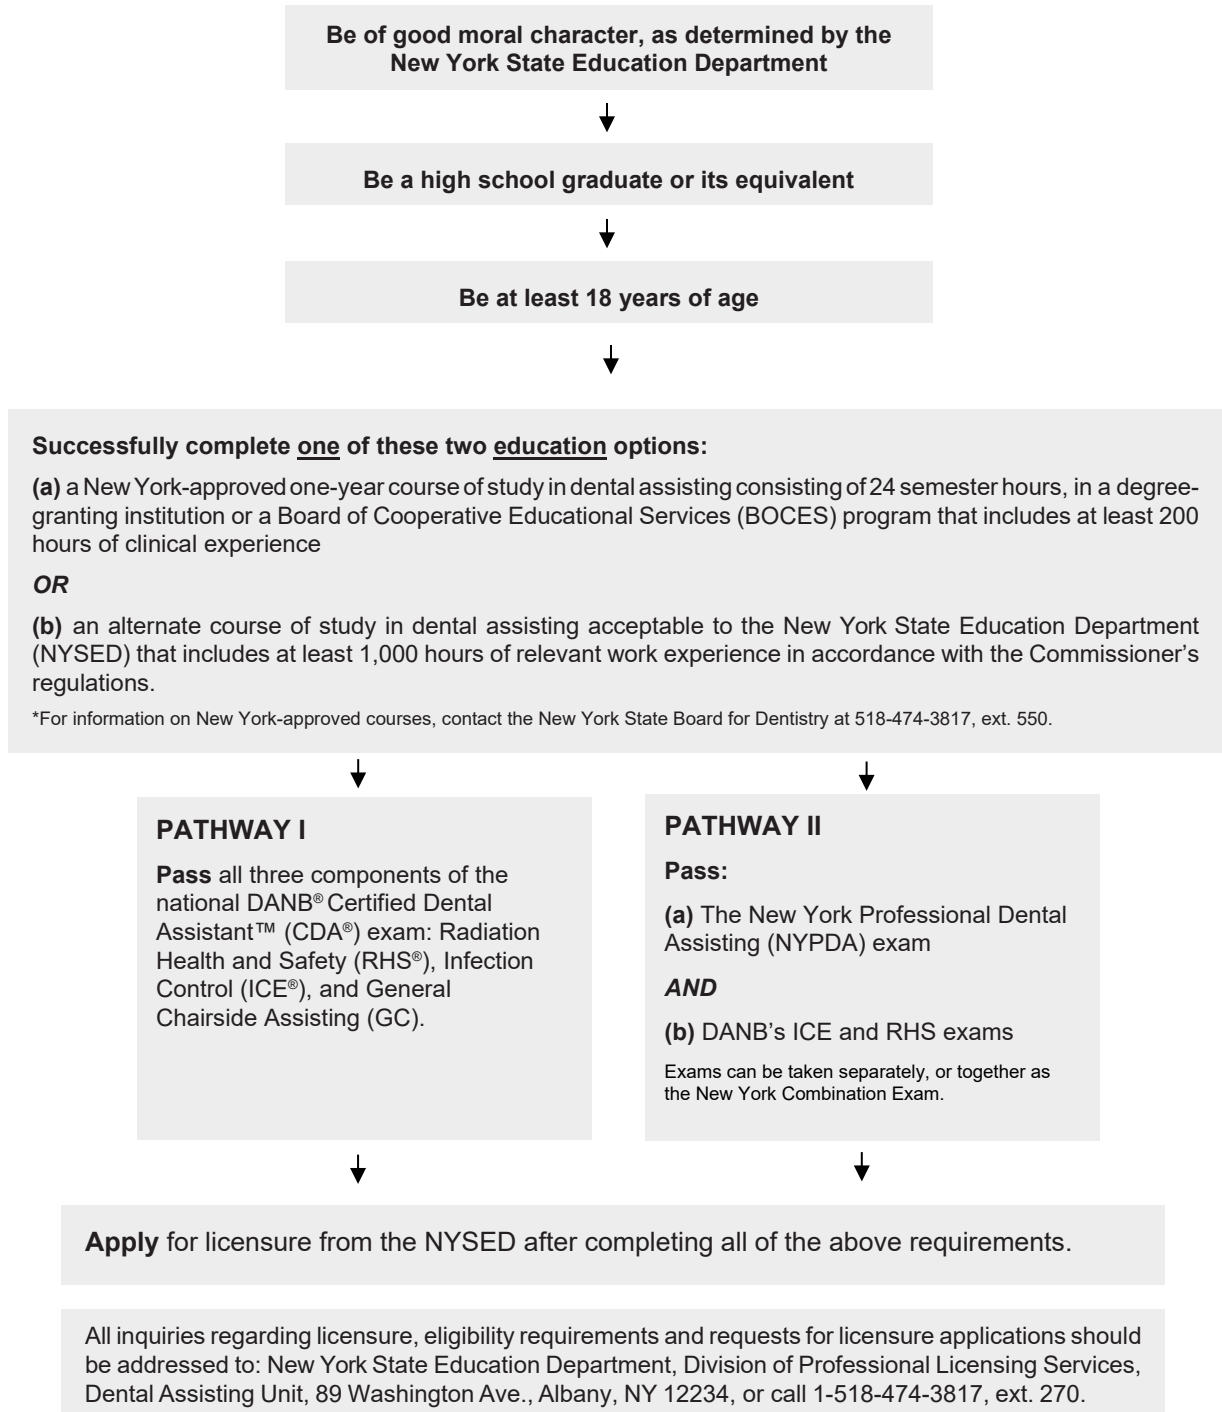 Be of good moral character, as determined by the
New York State Education Department
Be a high school graduate or its equivalent
Be at least 18 years of age
Successfully complete one of these two education options:
(a) a New York-approved one-year course of study in dental assisting consisting of 24 semester hours, in a degree-
granting institution or a Board of Cooperative Educational Services (BOCES) program that includes at least 200
hours of clinical experience
OR
(b) an alternate course of study in dental assisting acceptable to the New York State Education Department
(NYSED) that includes at least 1,000 hours of relevant work experience in accordance with the Commissioner’s
regulations.
*For information on New York-approved courses, contact the New York State Board for Dentistry at 518-474-3817, ext. 550.
PATHWAY I
Pass all three components of the
national DANB® Certified Dental
Assistant™ (CDA®) exam: Radiation
Health and Safety (RHS®), Infection
Control (ICE®), and General
Chairside Assisting (GC).
PATHWAY II
Pass:
(a) The New York Professional Dental
Assisting (NYPDA) exam
AND
(b) DANB’s ICE and RHS exams
Exams can be taken separately, or together as
the New York Combination Exam.
Apply for licensure from the NYSED after completing all of the above requirements.
All inquiries regarding licensure, eligibility requirements and requests for licensure applications should
be addressed to: New York State Education Department, Division of Professional Licensing Services,
Dental Assisting Unit, 89 Washington Ave., Albany, NY 12234, or call 1-518-474-3817, ext. 270.